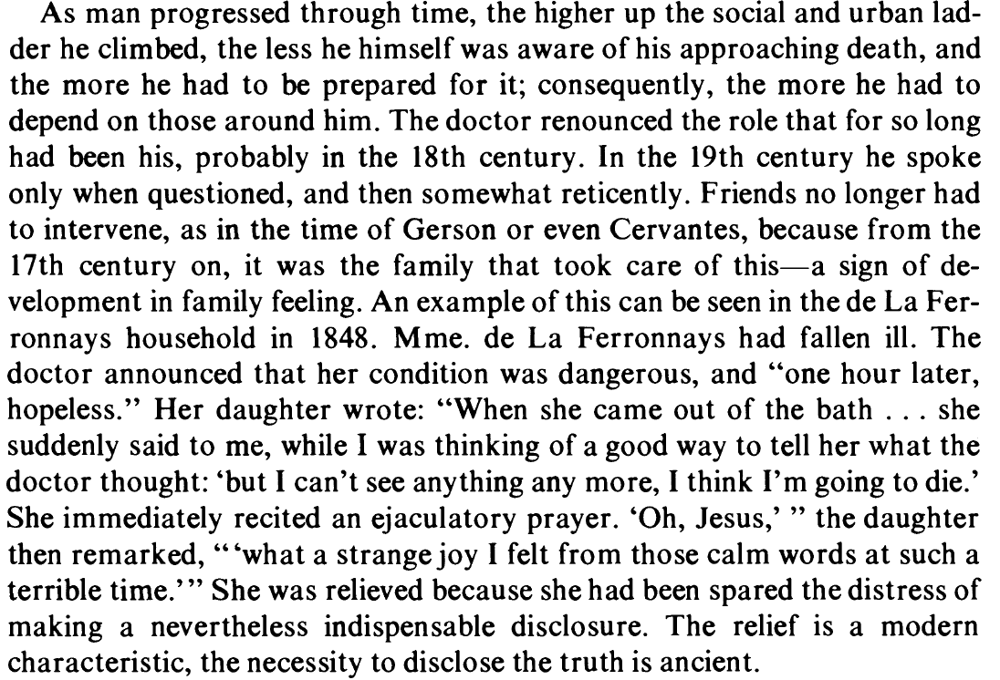 As man progressed through time, the higher up the social and urban lad-
der he climbed, the less he himself was aware of his approaching death, and
the more he had to be prepared for it; consequently, the more he had to
depend on those around him. The doctor renounced the role that for so long
had been his, probably in the 18th century. In the 19th century he spoke
only when questioned, and then somewhat reticently. Friends no longer had
to intervene, as in the time of Gerson or even Cervantes, because from the
17th century on, it was the family that took care of this—a sign of de-
velopment in family feeling. An example of this can be seen in the de La Fer-
ronnays household in 1848. Mme. de La Ferronnays had fallen ill. The
doctor announced that her condition was dangerous, and “one hour later,
hopeless.” Her daughter wrote: “When she came out of the bath . . . she
suddenly said to me, while I was thinking of a good way to tell her what the
doctor thought: ‘but I can’t see anything any more, I think I’m going to die.’
She immediately recited an ejaculatory prayer. ‘Oh, Jesus,’ ” the daughter
then remarked, “ ‘what a strange joy I felt from those calm words at such a
terrible time.’ ” She was relieved because she had been spared the distress of
making a nevertheless indispensable disclosure. The relief is a modern
characteristic, the necessity to disclose the truth is ancient.